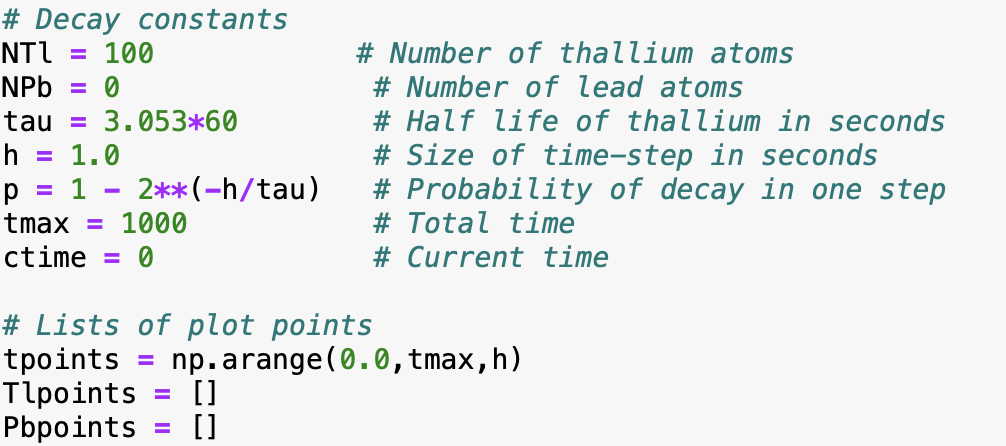 # Decay constants
NTl = 100            # Number of thallium atoms
NPb = 0               # Number of lead atoms
tau = 3.053*60        # Half life of thallium in seconds
h = 1.0               # Size of time-step in seconds
p = 1 - 2**(-h/tau)   # Probability of decay in one step
tmax = 1000           # Total time
ctime = 0             # Current time

# Lists of plot points
tpoints = np.arange(0.0,tmax,h)
Tlpoints = []
Pbpoints = []